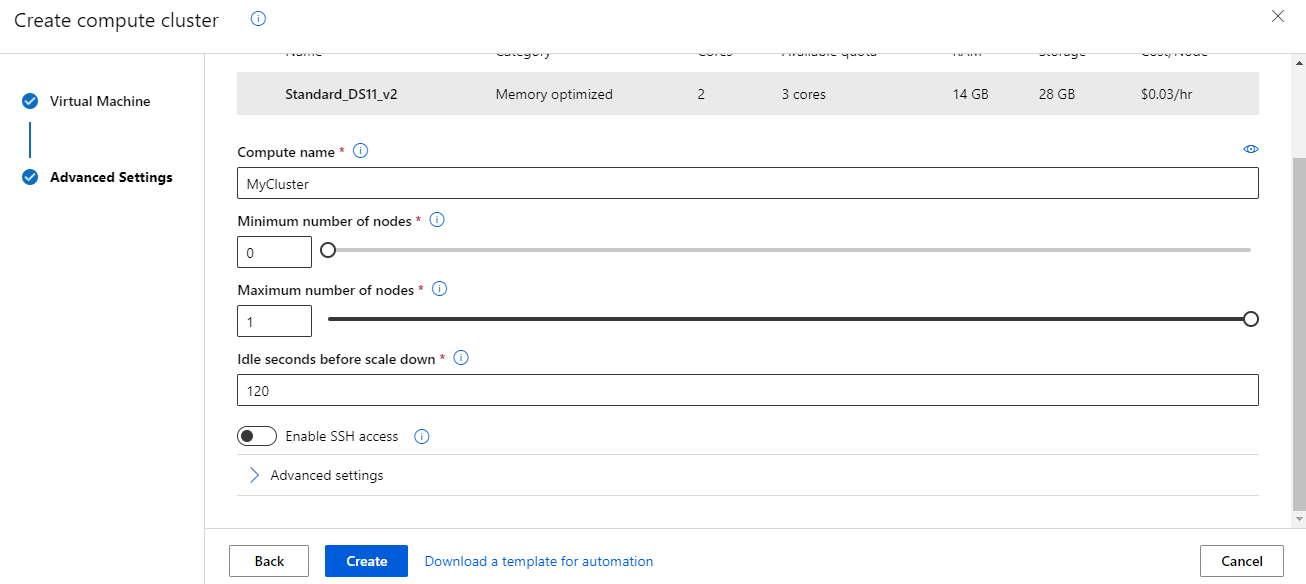 Create compute cluster
Name Category Cores Available quota RAM Storage Cost/Node
Virtual Machine
Standard_DS11_v2 Memory optimized 2 3 cores 14 GB 28 GB $0.03/hr
Advanced Settings
Compute name *
MyCluster
Minimum number of nodes *
0
Maximum number of nodes *
1
Idle seconds before scale down *
120
Enable SSH access
Advanced settings
Back Create Download a template for automation Cancel